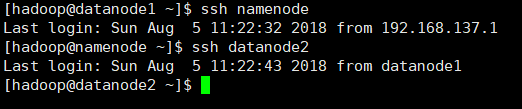 [hadoop@datanode1 ~]$ ssh namenode
Last login: Sun Aug  5 11:22:32 2018 from 192.168.137.1
[hadoop@namenode ~]$ ssh datanode2
Last login: Sun Aug  5 11:22:43 2018 from datanode1
[hadoop@datanode2 ~]$